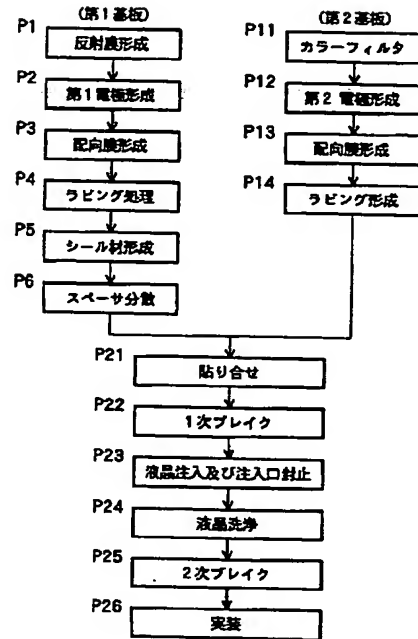 (第1基板)
P1
反射膜形成
P2
第1電極形成
P3
配向膜形成
P4
ラビング処理
P5
シール材形成
P6
スペーサ分散
(第2基板)
P11
カラーフィルタ
P12
第2電極形成
P13
配向膜形成
P14
ラビング形成
P21
貼り合せ
P22
1次ブレイク
P23
液晶注入及び注入口封止
P24
液晶洗浄
P25
2次ブレイク
P26
実装